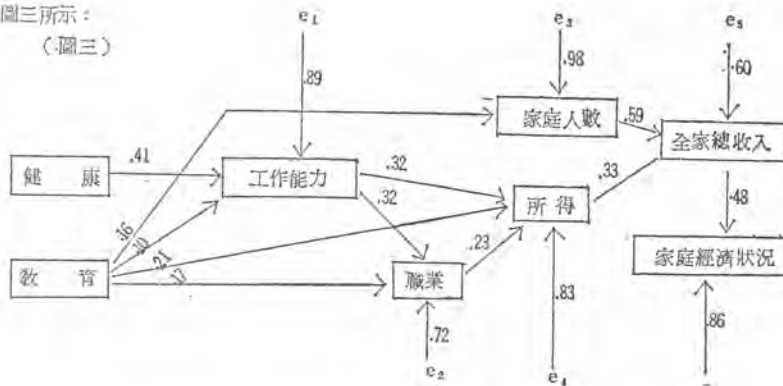 圖三所示：
（圖三）
e₁
e₃
e₅
.89
.98
.60
家庭人數
.59
全家總收入
健 康
.41
工作能力
.32
.33
.32
所得
.48
.16
.10
.21
.17
.23
教 育
職業
家庭經濟狀況
.72
.83
.86
e₂
e₄